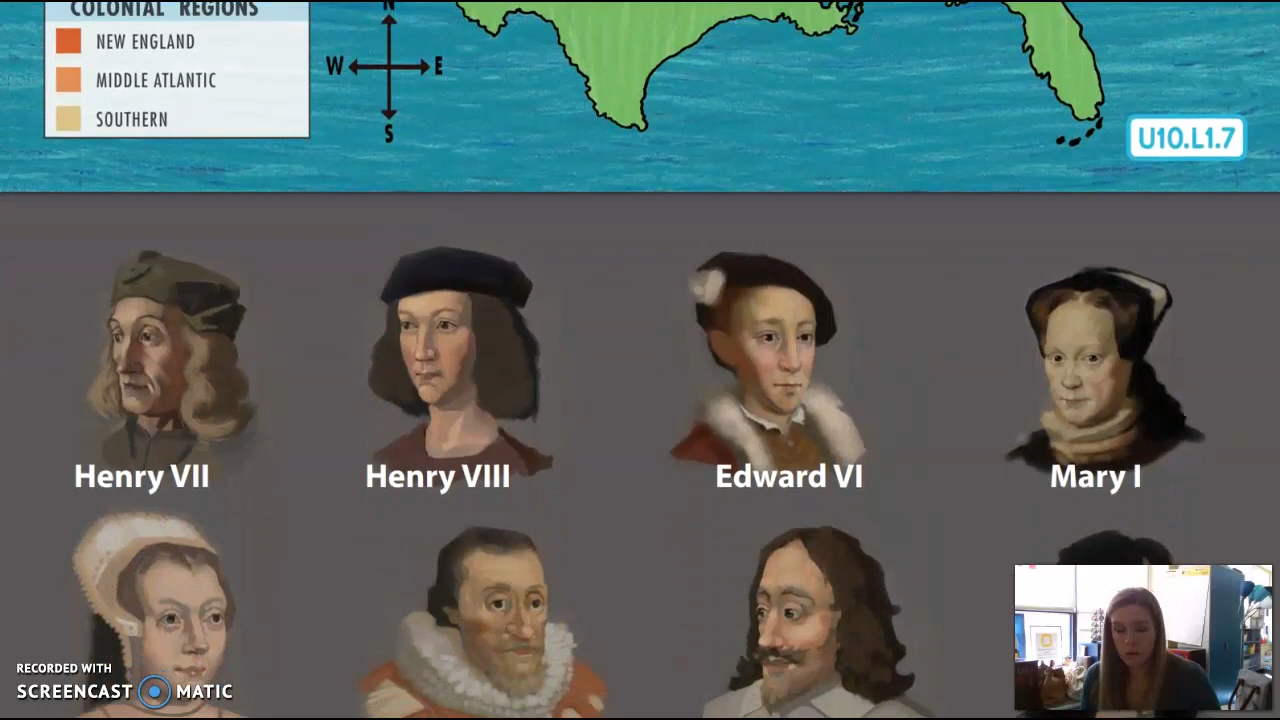 COLONIAL REGIONS
NEW ENGLAND
MIDDLE ATLANTIC
SOUTHERN
N
W E
S
U10.L1.7
Henry VII Henry VIII Edward VI Mary I
RECORDED WITH
SCREENCAST MATIC